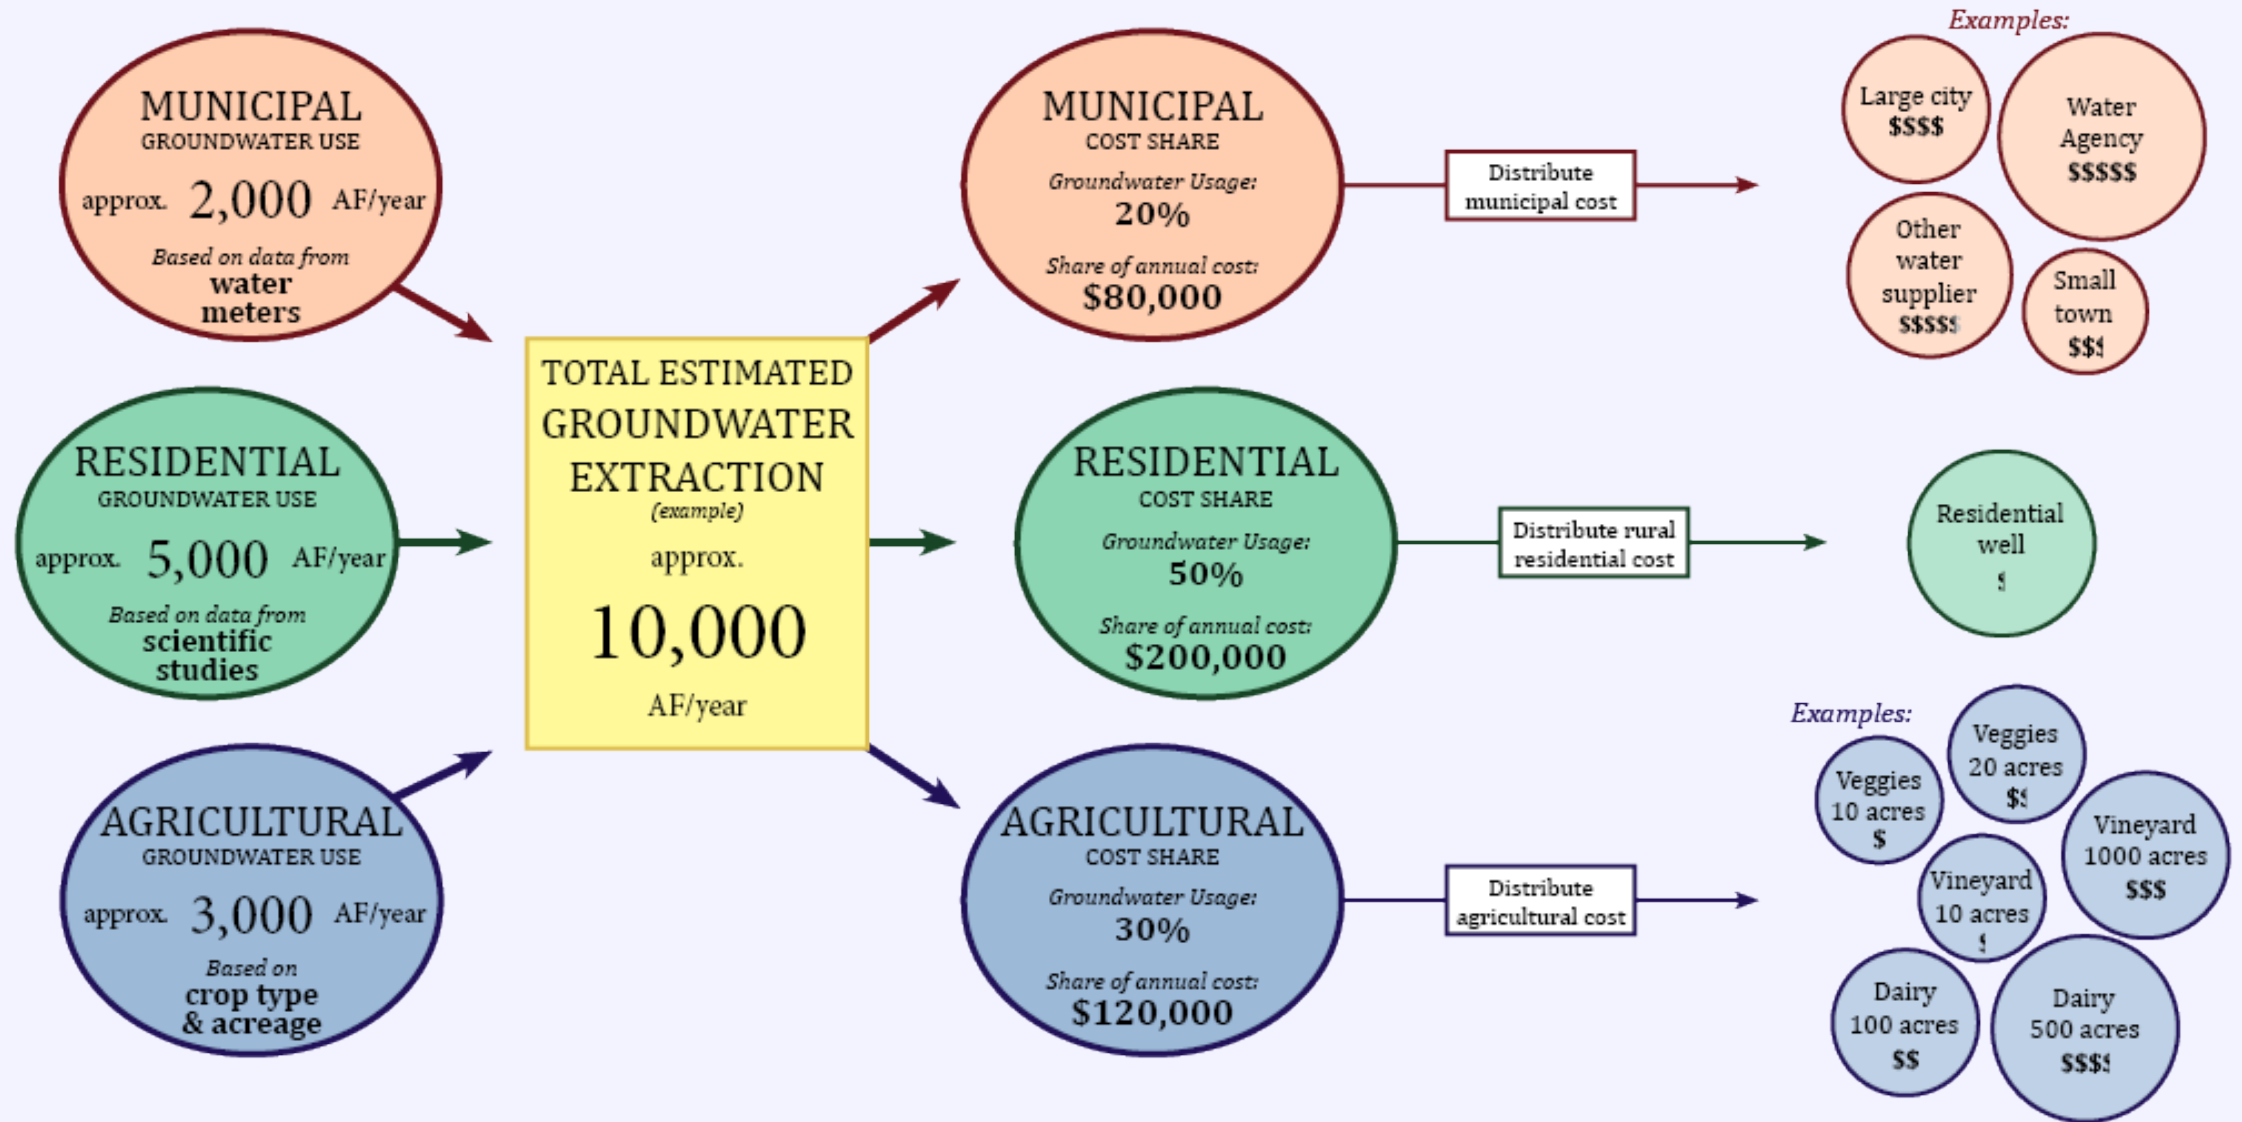 MUNICIPAL
GROUNDWATER USE
approx. 2,000 AF/year
Based on data from
water
meters
RESIDENTIAL
GROUNDWATER USE
approx. 5,000 AF/year
Based on data from
scientific
studies
AGRICULTURAL
GROUNDWATER USE
approx. 3,000 AF/year
Based on
crop type
& acreage
TOTAL ESTIMATED
GROUNDWATER
EXTRACTION
(example)
approx.
10,000
AF/year
MUNICIPAL
COST SHARE
Groundwater Usage:
20%
Share of annual cost:
$80,000
RESIDENTIAL
COST SHARE
Groundwater Usage:
50%
Share of annual cost:
$200,000
AGRICULTURAL
COST SHARE
Groundwater Usage:
30%
Share of annual cost:
$120,000
Distribute
municipal cost
Distribute rural
residential cost
Distribute
agricultural cost
Examples:
Large city
$$$$
Water
Agency
$$$$$
Other
water
supplier
$$$$$
Small
town
$$$
Residential
well
$
Examples:
Veggies
10 acres
$
Veggies
20 acres
$$
Vineyard
1000 acres
$$$
Vineyard
10 acres
$
Dairy
100 acres
$$
Dairy
500 acres
$$$$